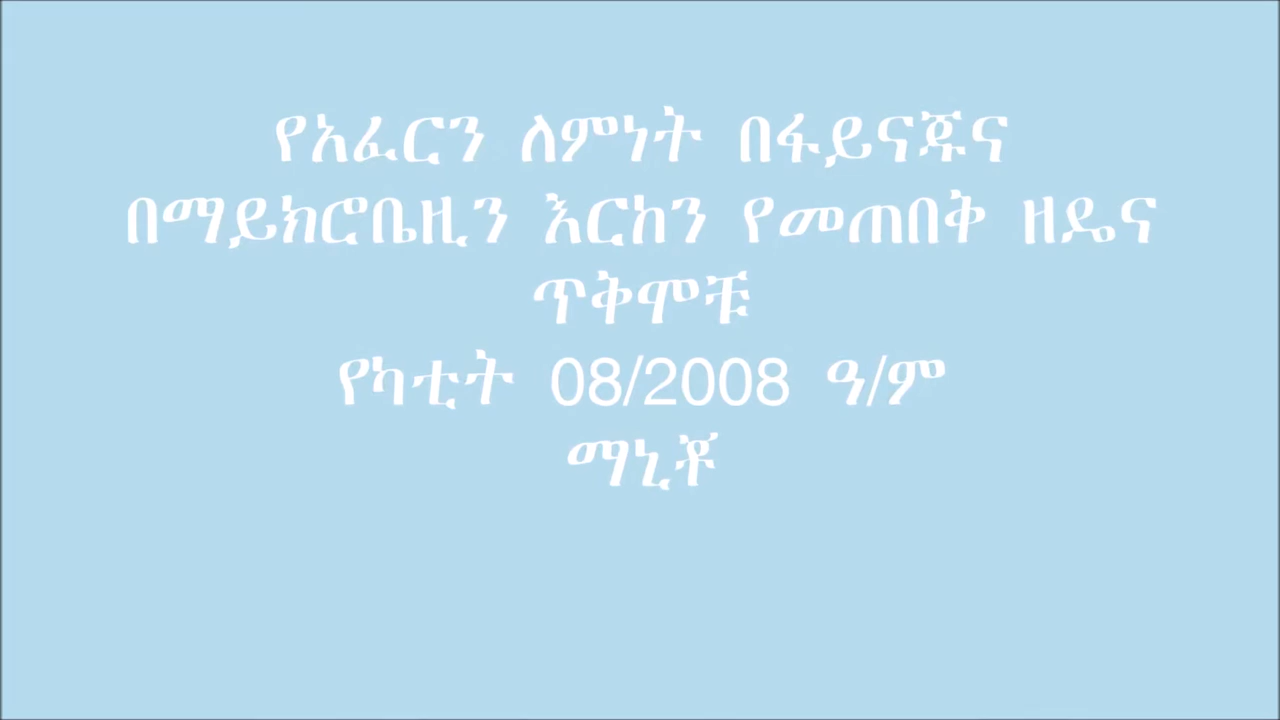 የአፈርን ለምነት በፋይናጁና
በማይክሮቤዚን እርከን የመጠበቅ ዘዴና
ጥቅሞቹ
የካቲት 08/2008 ዓ/ም
ማኒቾ